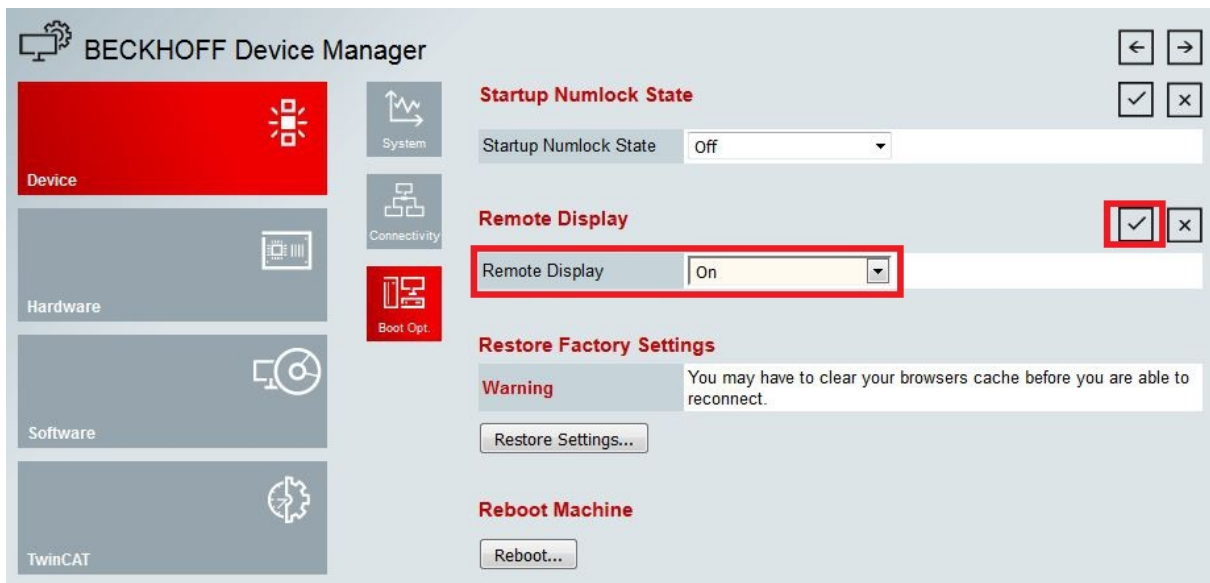 BECKHOFF Device Manager
Device
Hardware
Software
TwinCAT
System
Connectivity
Boot Opt.
Startup Numlock State
Startup Numlock State Off
Remote Display
Remote Display On
Restore Factory Settings
Warning You may have to clear your browsers cache before you are able to
reconnect.
Restore Settings...
Reboot Machine
Reboot...